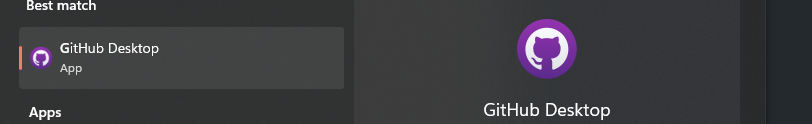 Best match
GitHub Desktop
App
Apps
GitHub Desktop